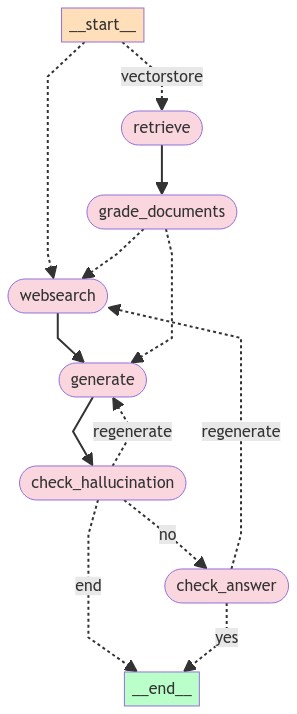 __start__
vectorstore
retrieve
grade_documents
websearch
generate
regenerate
regenerate
check_hallucination
no
end
check_answer
yes
__end__